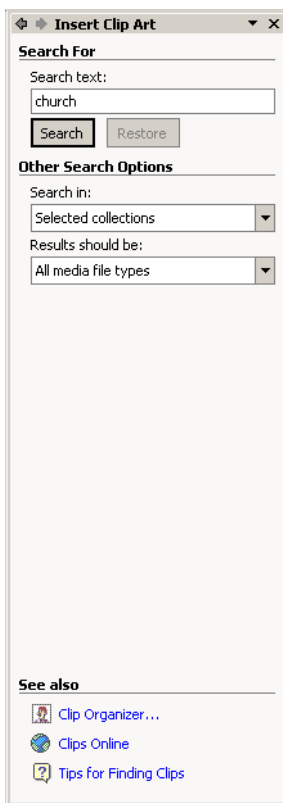 Insert Clip Art
Search For
Search text:
church
Search Restore
Other Search Options
Search in:
Selected collections
Results should be:
All media file types
See also
Clip Organizer...
Clips Online
Tips for Finding Clips